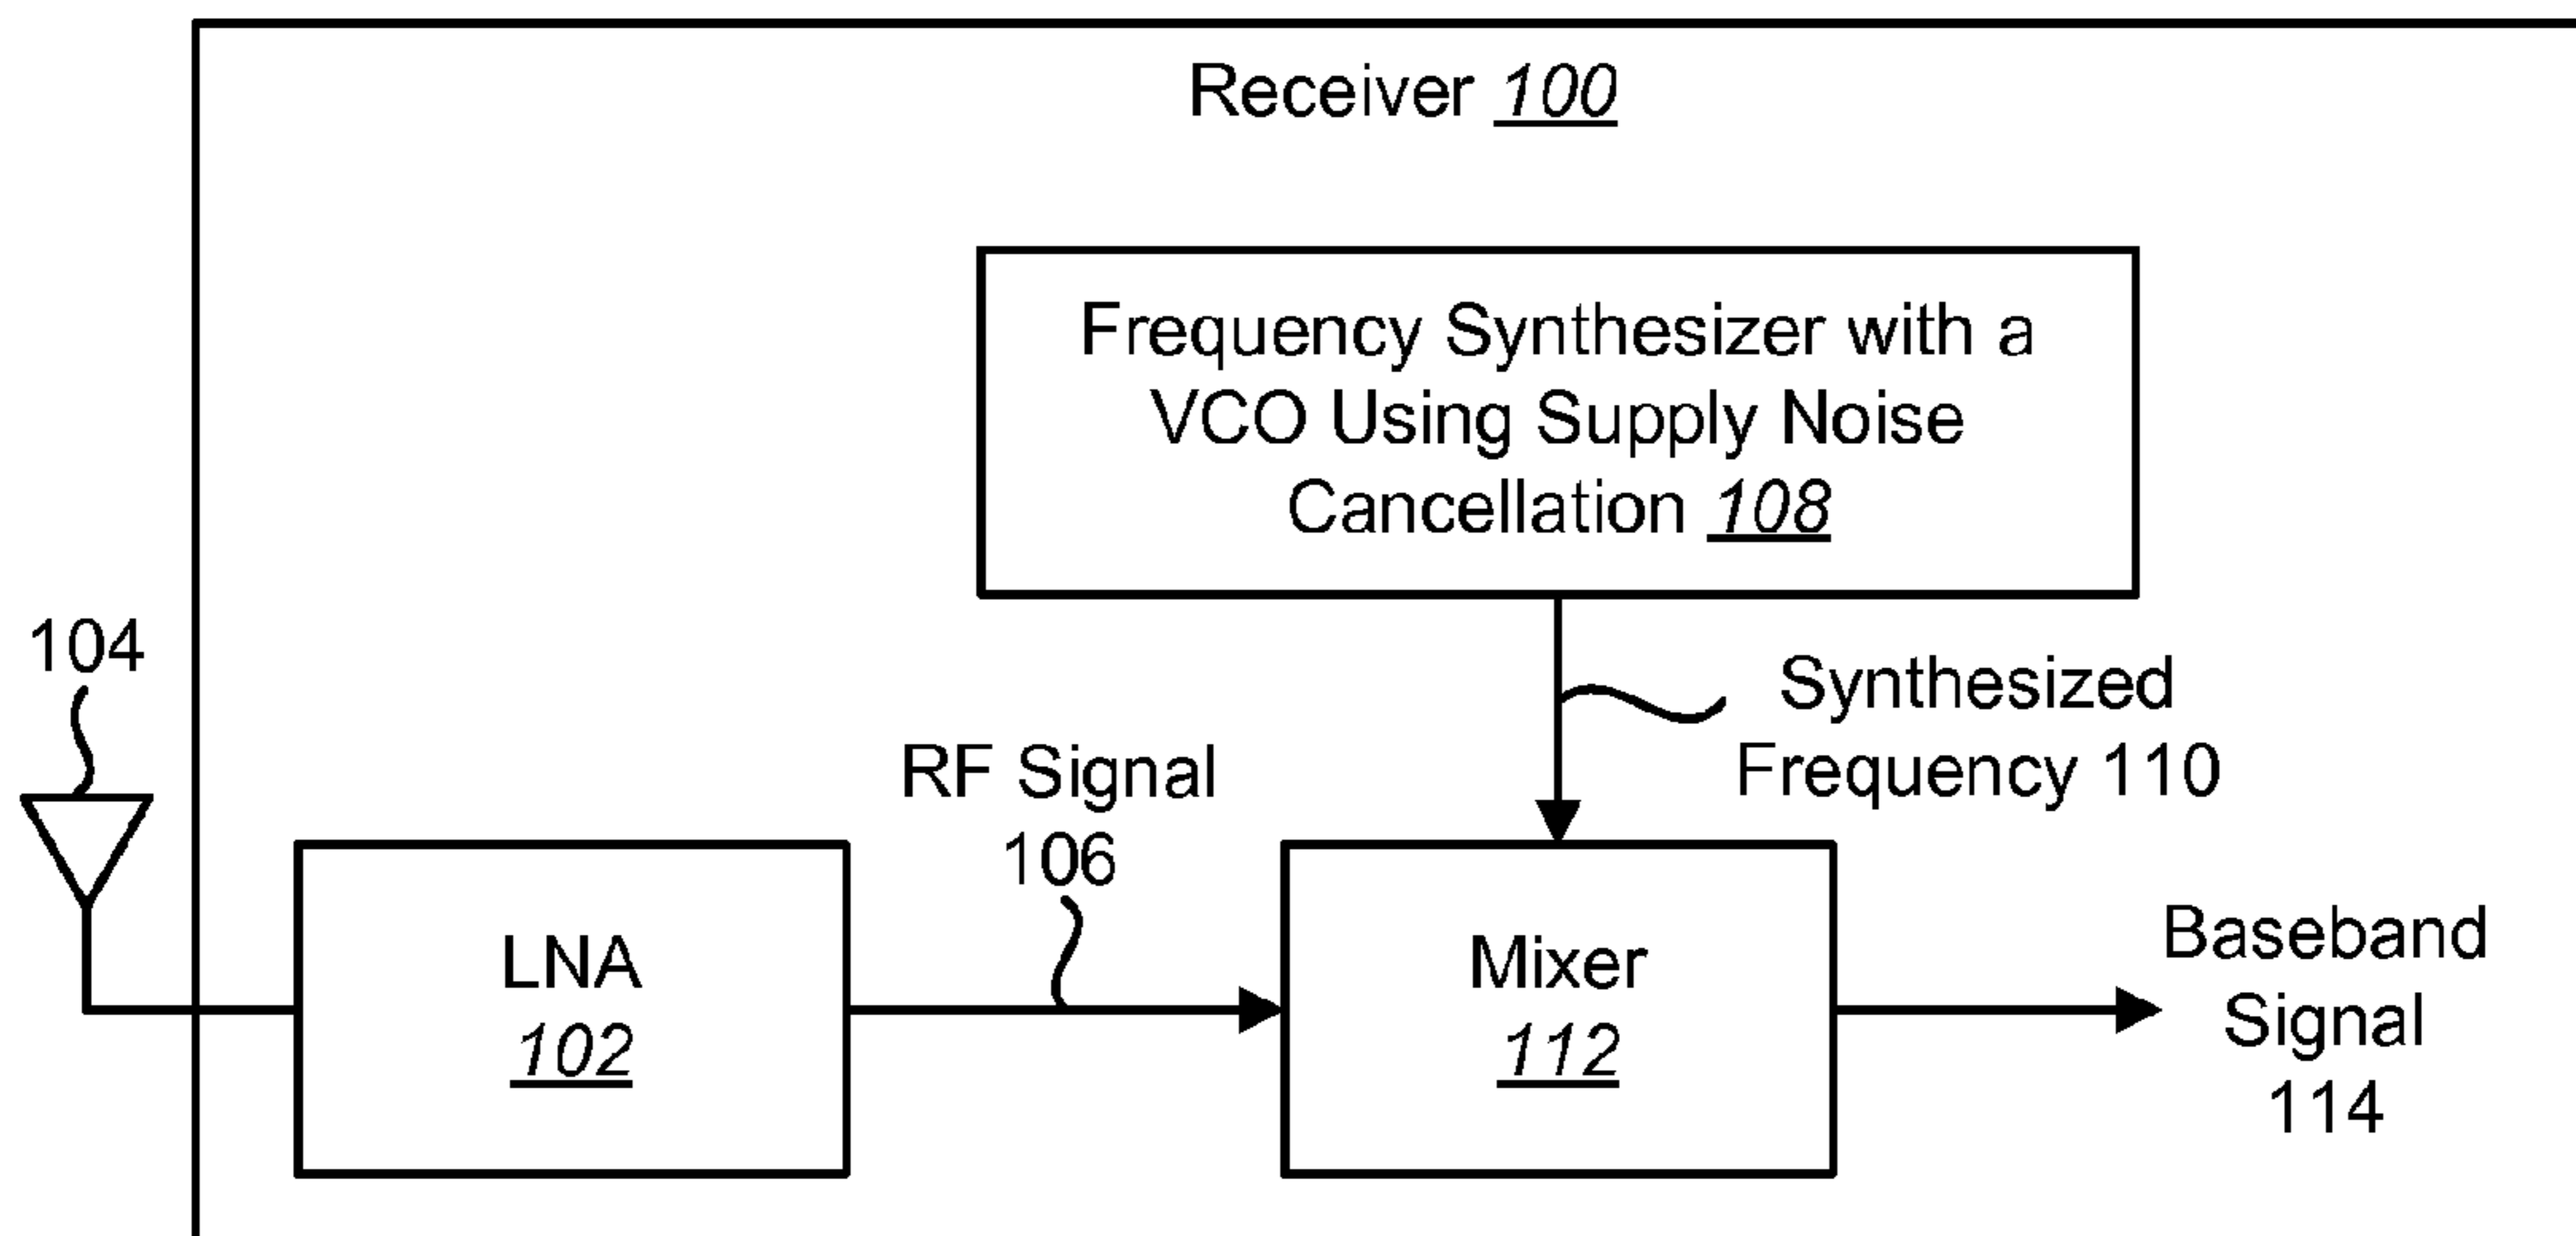 Receiver 100
Frequency Synthesizer with a
VCO Using Supply Noise
Cancellation 108
104
Synthesized
Frequency 110
RF Signal
106
LNA
102
Mixer
112
Baseband
Signal
114